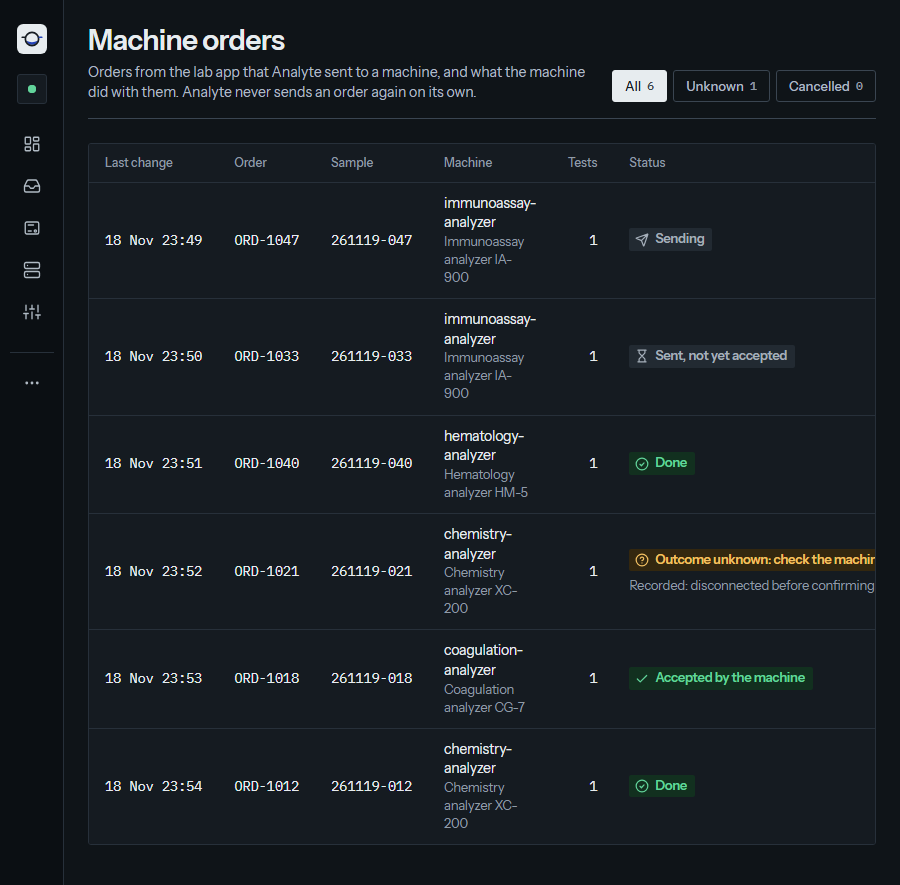 Machine orders
Orders from the lab app that Analyte sent to a machine, and what the machine
did with them. Analyte never sends an order again on its own.
All 6
Unknown 1
Cancelled 0
Last change Order Sample Machine Tests Status
18 Nov 23:49 ORD-1047 261119-047
immunoassay-
analyzer
Immunoassay
analyzer IA-
900
1 Sending
18 Nov 23:50 ORD-1033 261119-033
immunoassay-
analyzer
Immunoassay
analyzer IA-
900
1 Sent, not yet accepted
18 Nov 23:51 ORD-1040 261119-040
hematology-
analyzer
Hematology
analyzer HM-5
1 Done
18 Nov 23:52 ORD-1021 261119-021
chemistry-
analyzer
Chemistry
analyzer XC-
200
1 Outcome unknown: check the machin
Recorded: disconnected before confirming
18 Nov 23:53 ORD-1018 261119-018
coagulation-
analyzer
Coagulation
analyzer CG-7
1 Accepted by the machine
18 Nov 23:54 ORD-1012 261119-012
chemistry-
analyzer
Chemistry
analyzer XC-
200
1 Done